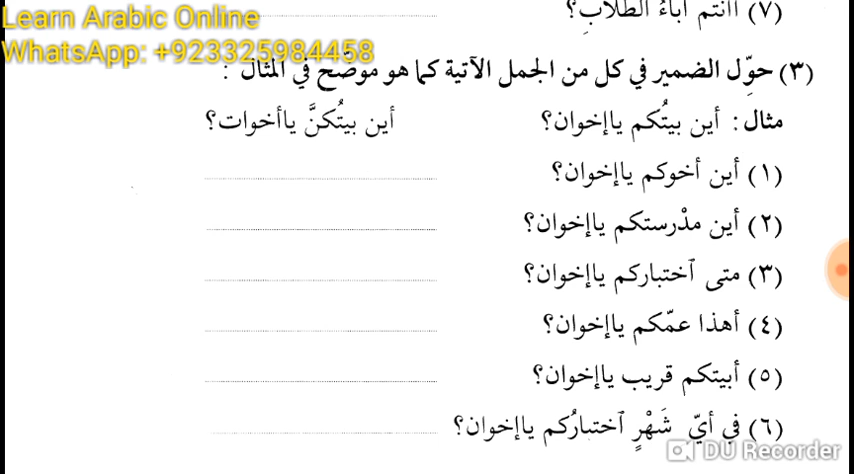 (٧) أأنتم آباءُ الطلابِ؟
Learn Arabic Online
WhatsApp: +923325984458
(٣) حوِّل الضمير في كل من الجمل الآتية كما هو موضّح في المثال :
مثال : أين بيتُكم ياإخوان؟ أين بيتُكنَّ ياأخوات؟
(١) أين أخوكم ياإخوان؟
(٢) أين مدْرستكم ياإخوان؟
(٣) متى ٱختباركم ياإخوان؟
(٤) أهذا عمّكم ياإخوان؟
(٥) أبيتكم قريب ياإخوان؟
(٦) في أيّ شَهْرٍ ٱختبارُكم ياإخوان؟
DU Recorder